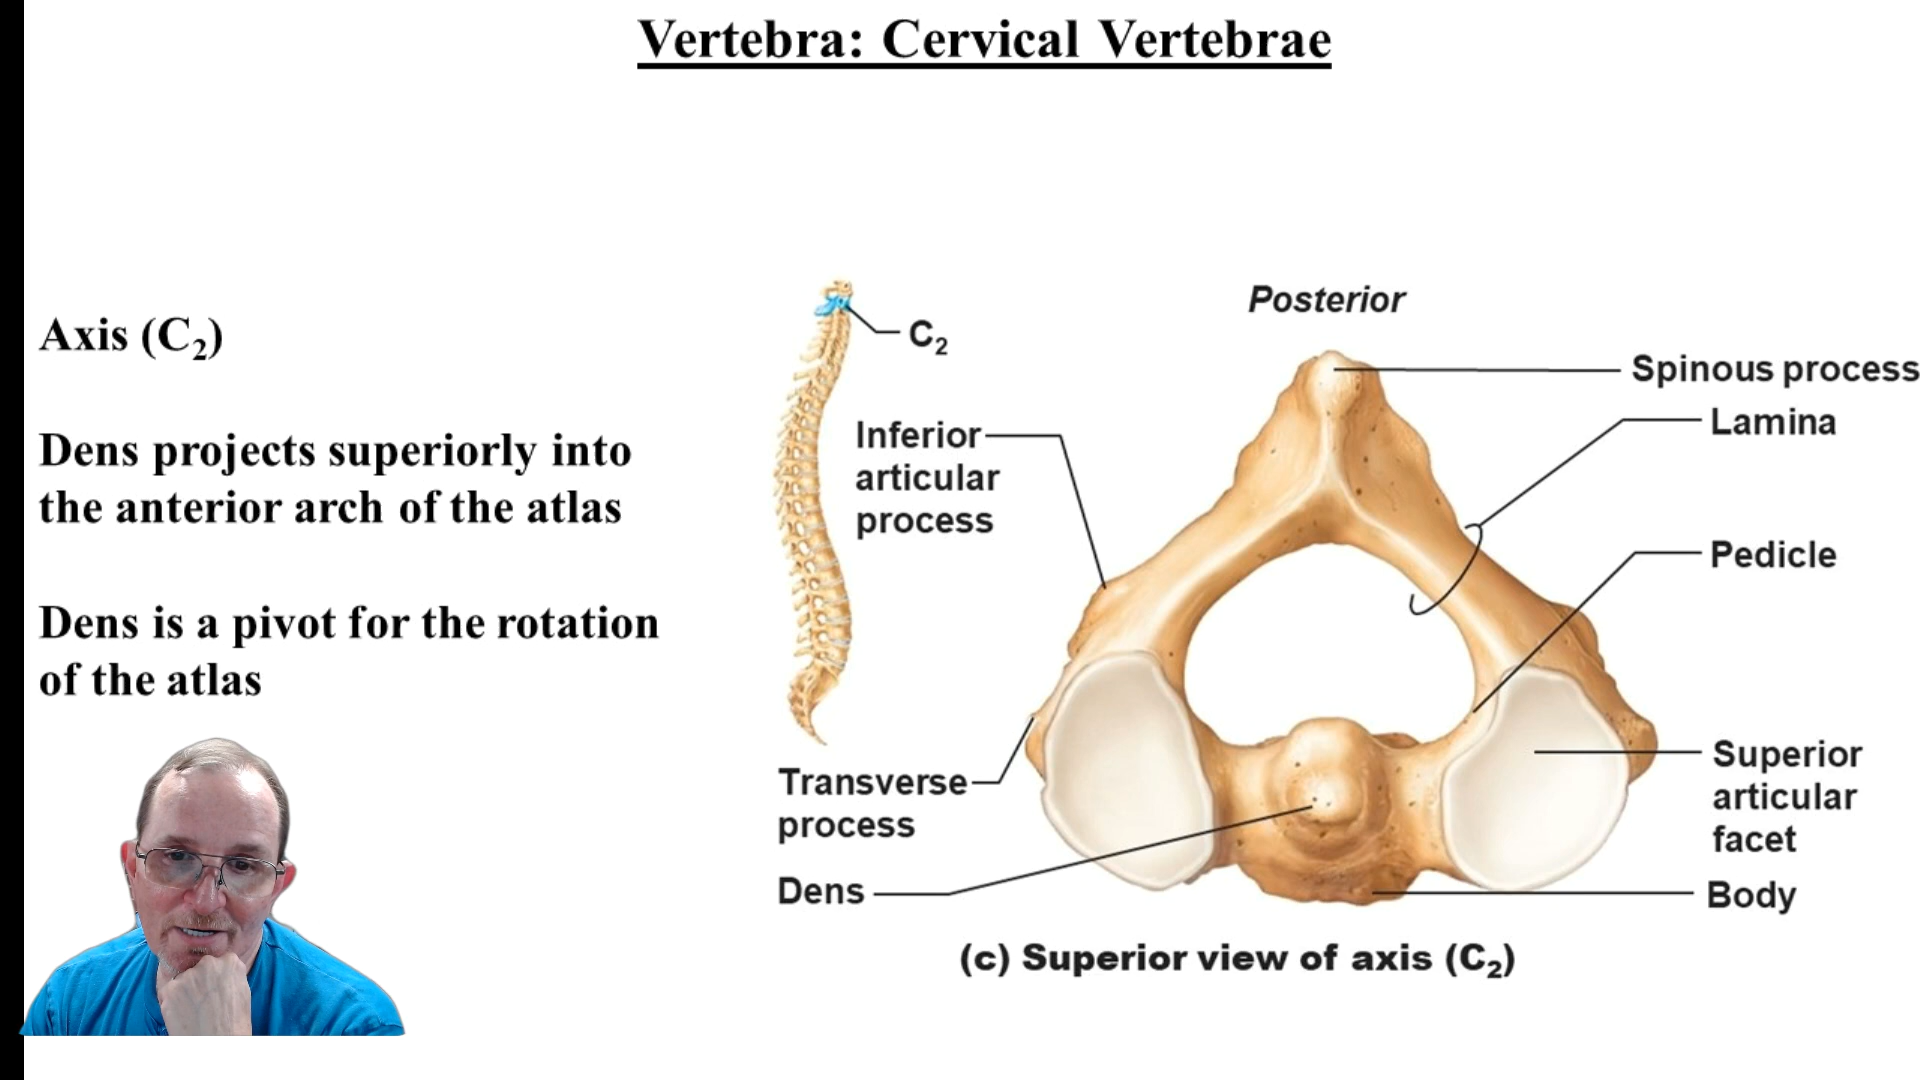 Vertebra: Cervical Vertebrae
Axis (C₂)
Dens projects superiorly into
the anterior arch of the atlas
Dens is a pivot for the rotation
of the atlas
C₂
Posterior
Spinous process
Lamina
Inferior
articular
process
Pedicle
Transverse
process
Superior
articular
facet
Dens
Body
(c) Superior view of axis (C₂)